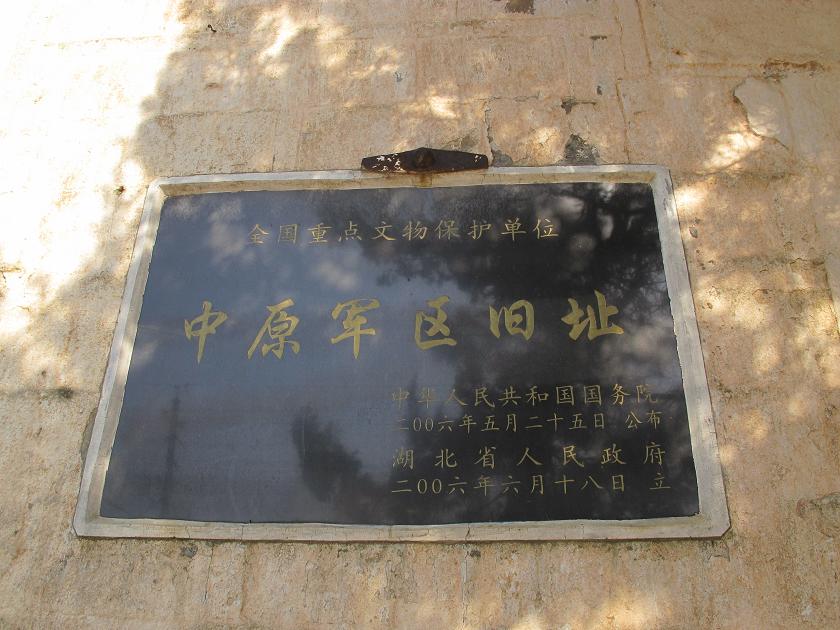 全国重点文物保护单位
中原军区旧址
中华人民共和国国务院
二00六年五月二十五日 公布
湖北省人民政府
二00六年六月十八日 立